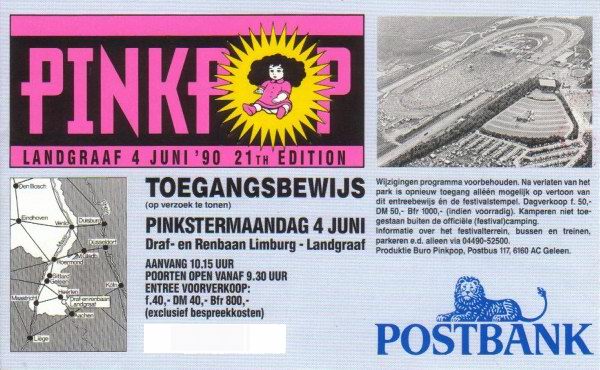 PINKPOP
LANDGRAAF 4 JUNI '90 21TH EDITION
TOEGANGSBEWIJS
(op verzoek te tonen)
PINKSTERMAANDAG 4 JUNI
Draf- en Renbaan Limburg - Landgraaf
AANVANG 10.15 UUR
POORTEN OPEN VANAF 9.30 UUR
ENTREE VOORVERKOOP:
f.40,- DM 40,- Bfr 800,-
(exclusief bespreekkosten)
Wijzigingen programma voorbehouden. Na verlaten van het
park is opnieuw toegang alléén mogelijk op vertoon van
dit entreebewijs én de festivalstempel. Dagverkoop f. 50,-
DM 50,- Bfr 1000,- (indien voorradig). Kamperen niet toe-
gestaan buiten de officiële (festival)camping.
Informatie over het festivalterrein, bussen en treinen,
parkeren e.d. alleen via 04490-52500.
Produktie Buro Pinkpop, Postbus 117, 6160 AC Geleen.
POSTBANK
Den Bosch
Eindhoven
Venlo
Duisburg
Düsseldorf
M.Gladb.
Roermond
Sittard
Geleen
Köln
Heerlen
Maastricht
Draf-en renbaan
Landgraaf
Aachen
Liège